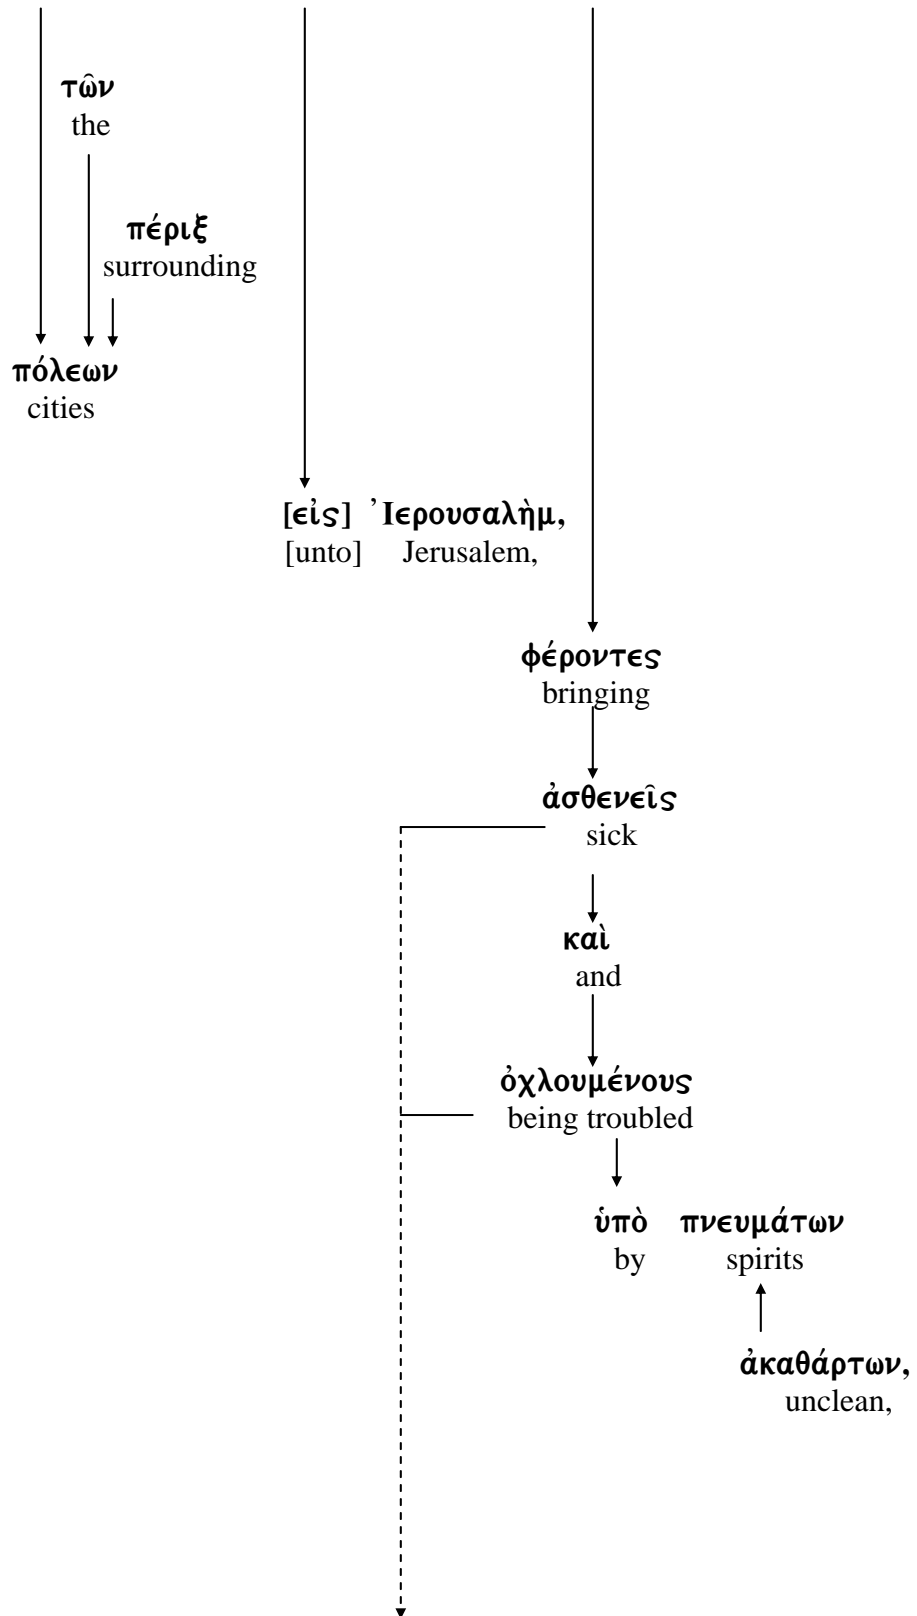 τῶν
the
πέριξ
surrounding
πόλεων
cities
[εἰς] Ἰερουσαλὴμ,
[unto] Jerusalem,
φέροντες
bringing
ἀσθενεῖς
sick
καὶ
and
ὀχλουμένους
being troubled
ὑπὸ πνευμάτων
by spirits
ἀκαθάρτων,
unclean,